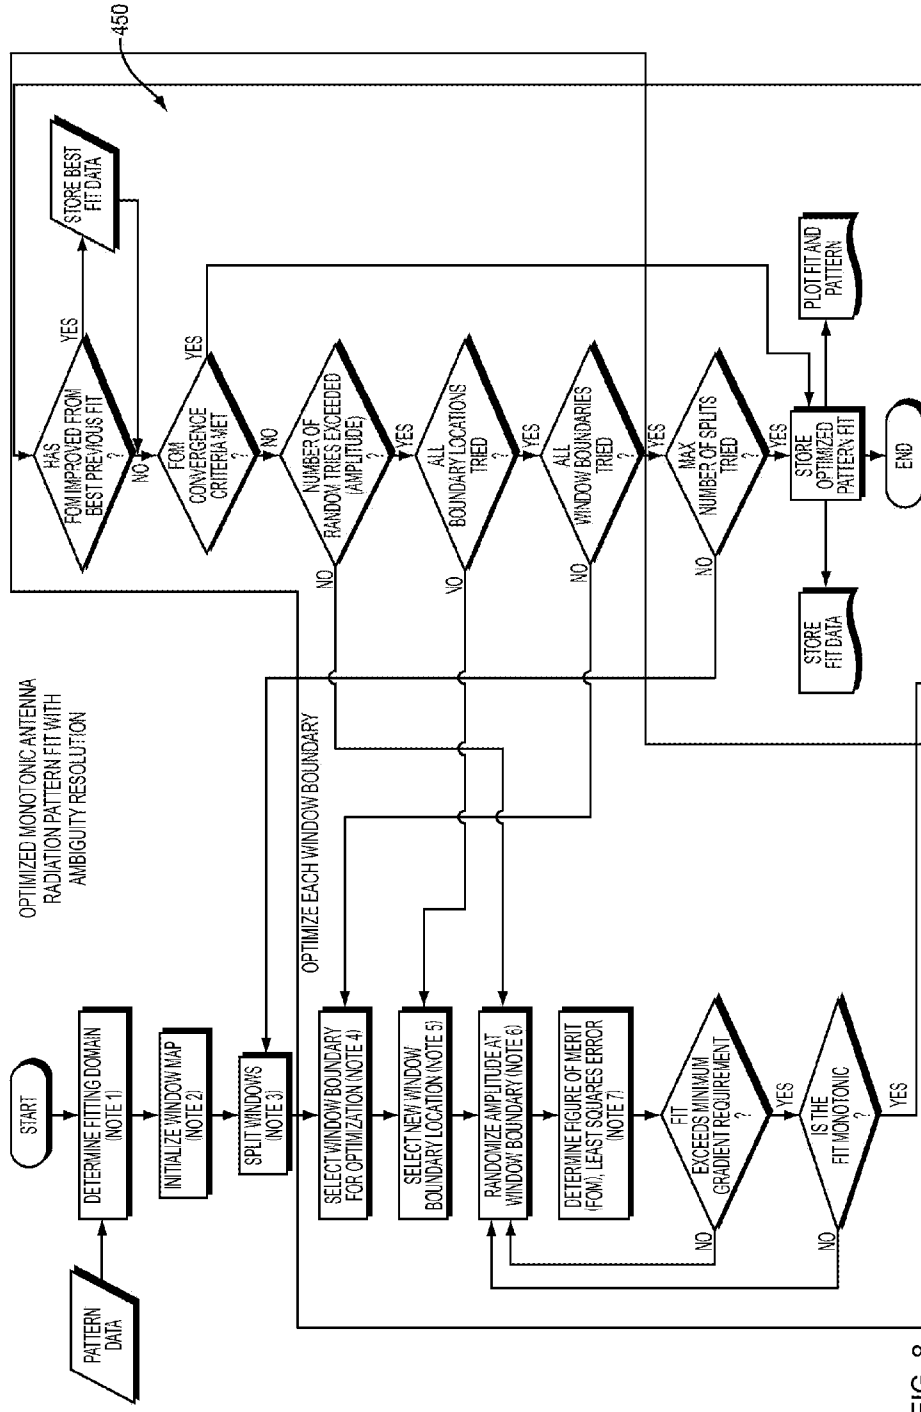 OPTIMIZED MONOTONIC ANTENNA
RADIATION PATTERN FIT WITH
AMBIGUITY RESOLUTION
450
START
PATTERN
DATA
DETERMINE FITTING DOMAIN
(NOTE 1)
INITIALIZE WINDOW MAP
(NOTE 2)
SPLIT WINDOWS
(NOTE 3)
OPTIMIZE EACH WINDOW BOUNDARY
SELECT WINDOW BOUNDARY
FOR OPTIMIZATION (NOTE 4)
SELECT NEW WINDOW
BOUNDARY LOCATION (NOTE 5)
RANDOMIZE AMPLITUDE AT
WINDOW BOUNDARY (NOTE 6)
DETERMINE FIGURE OF MERIT
(FOM), LEAST SQUARES ERROR
(NOTE 7)
FIT
EXCEEDS MINIMUM
GRADIENT REQUIREMENT
?
NO
YES
IS THE
FIT MONOTONIC
?
NO
YES
HAS
FOM IMPROVED FROM
BEST PREVIOUS FIT
?
YES
NO
STORE BEST
FIT DATA
FOM
CONVERGENCE
CRITERIA MET
?
YES
NO
NUMBER OF
RANDOM TRIES EXCEEDED
(AMPLITUDE)
?
NO
YES
ALL
BOUNDARY LOCATIONS
TRIED
?
NO
YES
ALL
WINDOW BOUNDARIES
TRIED
?
NO
YES
MAX
NUMBER OF SPLITS
TRIED
?
NO
YES
STORE
OPTIMIZED
PATTERN FIT
STORE
FIT DATA
PLOT FIT AND
PATTERN
END
FIG. 8